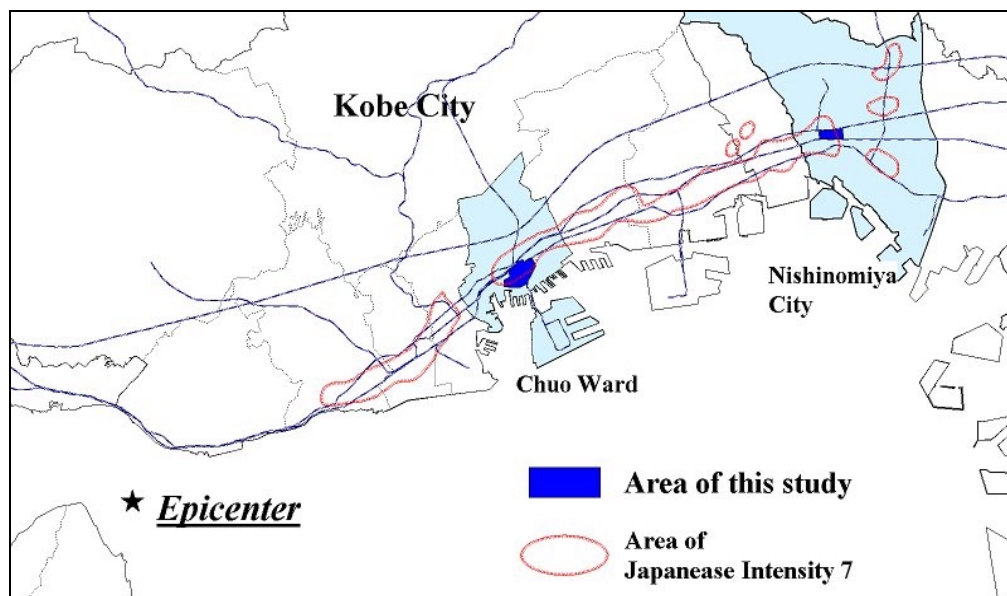 Kobe City
Nishinomiya
City
Chuo Ward
Epicenter
Area of this study
Area of
Japanease Intensity 7